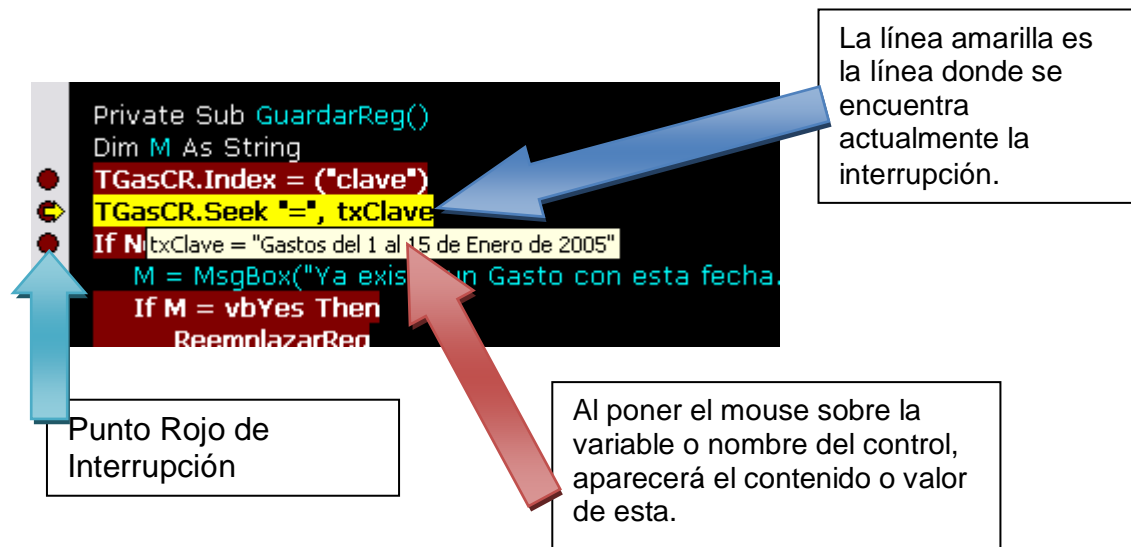 La línea amarilla es
la línea donde se
encuentra
actualmente la
interrupción.
Private Sub GuardarReg()
Dim M As String
TGasCR.Index = ("clave")
TGasCR.Seek "=", txClave
If
txClave = "Gastos del 1 al 15 de Enero de 2005"
M = MsgBox("Ya un Gasto con esta fecha.
If M = vbYes Then
ReemplazarReg
Punto Rojo de
Interrupción
Al poner el mouse sobre la
variable o nombre del control,
aparecerá el contenido o valor
de esta.